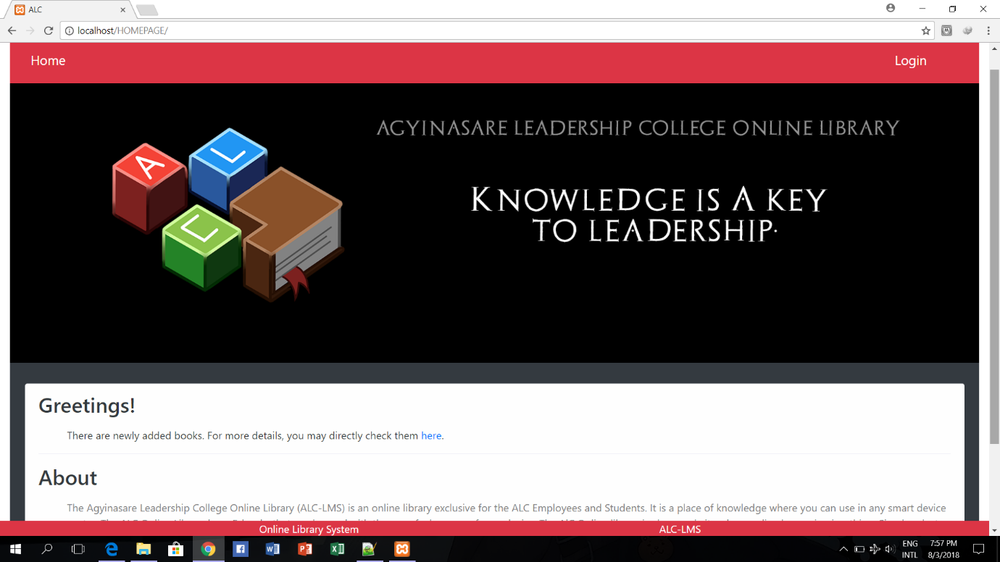 ALC
localhost/HOMEPAGE/
Home
Login
A
L
C
AGYINASARE LEADERSHIP COLLEGE ONLINE LIBRARY
KNOWLEDGE IS A KEY
TO LEADERSHIP.
Greetings!
There are newly added books. For more details, you may directly check them here.
About
The Agyinasare Leadership College Online Library (ALC-LMS) is an online library exclusive for the ALC Employees and Students. It is a place of knowledge where you can use in any smart device
Online Library System
ALC-LMS
ENG
INTL
7:57 PM
8/3/2018